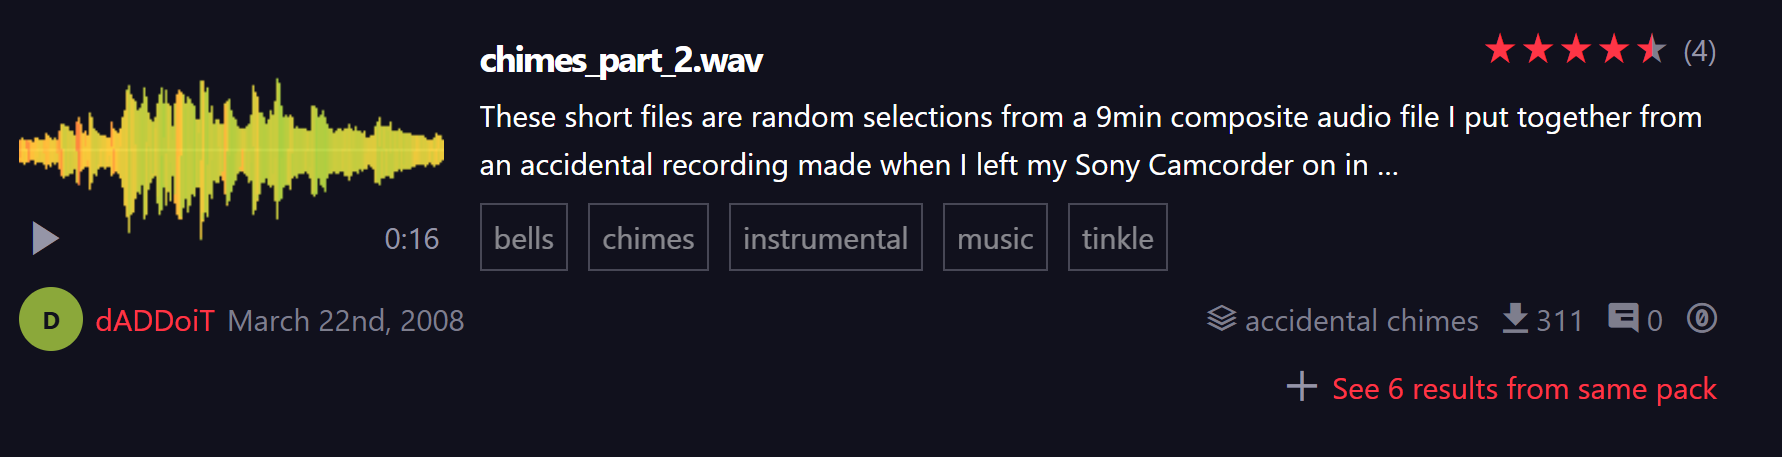 chimes_part_2.wav
(4)
These short files are random selections from a 9min composite audio file I put together from
an accidental recording made when I left my Sony Camcorder on in ...
0:16
bells chimes instrumental music tinkle
D dADDoiT March 22nd, 2008
accidental chimes 311 0 0
See 6 results from same pack